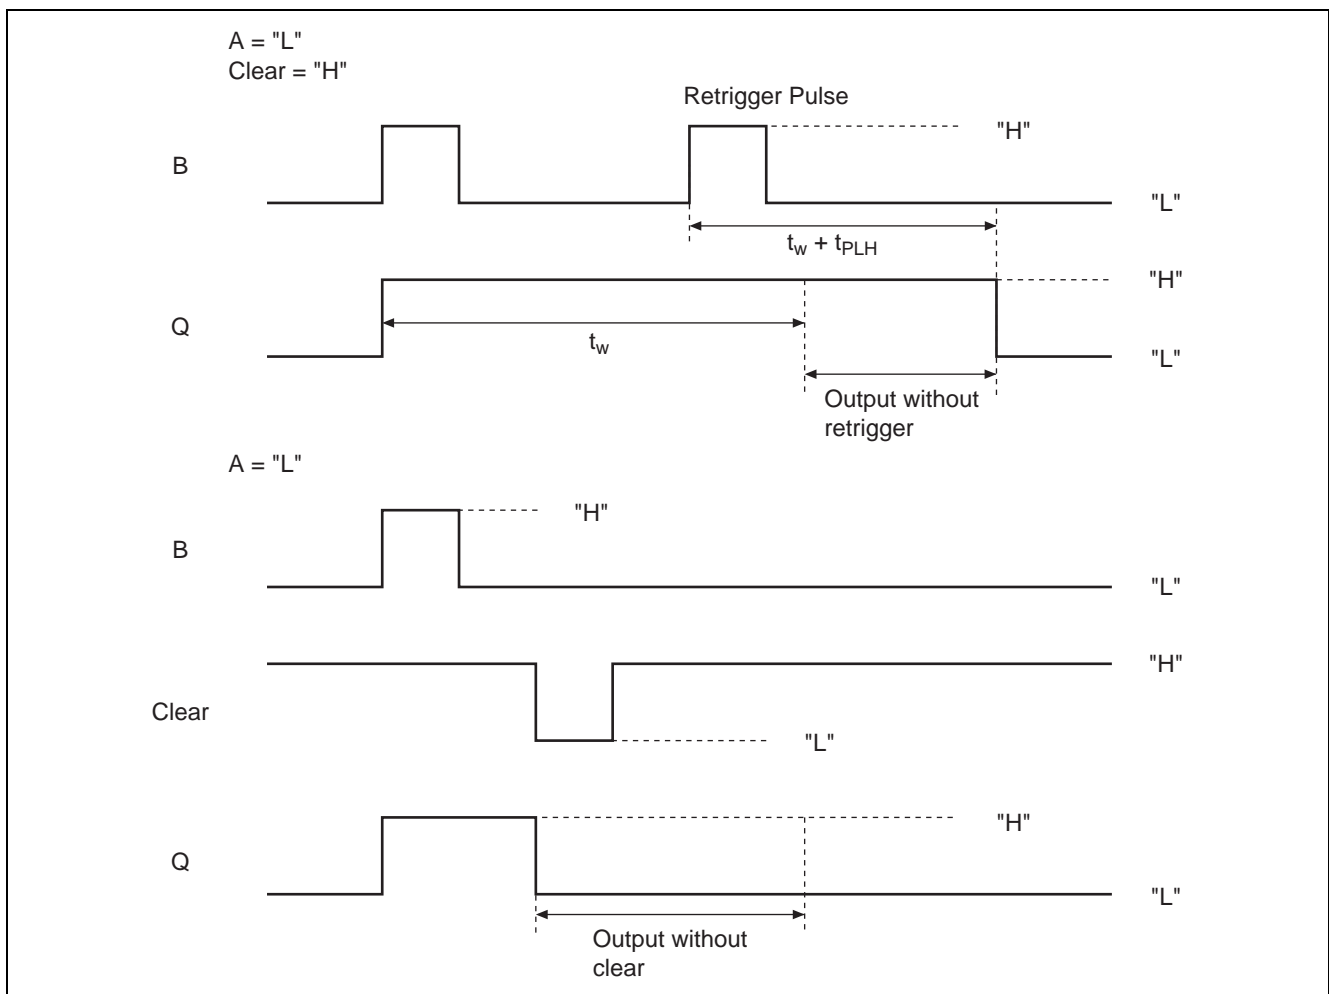 A = "L"
Clear = "H"
Retrigger Pulse
"H"
B
"L"
tw + tPLH
"H"
Q
tw
"L"
Output without
retrigger
A = "L"
"H"
B
"L"
"H"
Clear
"L"
"H"
Q
"L"
Output without
clear